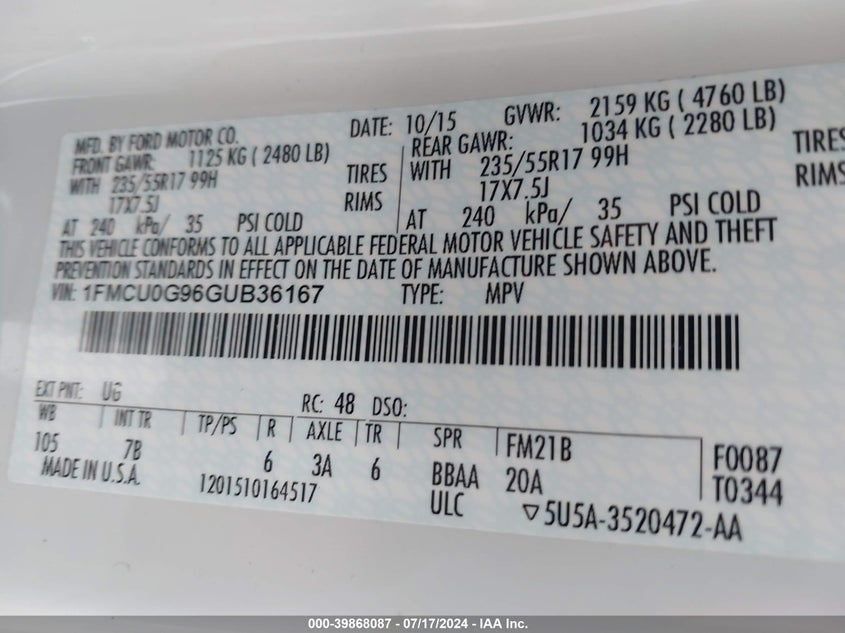 MFD. BY FORD MOTOR CO.
DATE: 10/15
GVWR: 2159 KG ( 4760 LB)
FRONT GAWR: 1125 KG ( 2480 LB)
REAR GAWR: 1034 KG ( 2280 LB)
WITH 235/55R17 99H TIRES
WITH 235/55R17 99H TIRES
17X7.5J RIMS
17X7.5J RIMS
AT 240 kPa/ 35 PSI COLD
AT 240 kPa/ 35 PSI COLD
THIS VEHICLE CONFORMS TO ALL APPLICABLE FEDERAL MOTOR VEHICLE SAFETY AND THEFT
PREVENTION STANDARDS IN EFFECT ON THE DATE OF MANUFACTURE SHOWN ABOVE.
VIN: 1FMCU0G96GUB36167 TYPE: MPV
EXT PNT: UG RC: 48 DSO:
WB INT TR TP/PS R AXLE TR SPR FM21B F0087
105 7B 6 3A 6 BBAA 20A T0344
MADE IN U.S.A. 1201510164517 ULC ▽5U5A-3520472-AA
000-39868087 - 07/17/2024 - IAA Inc.